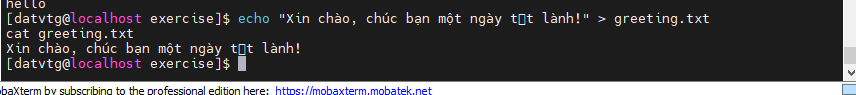 hello
[datvtg@localhost exercise]$ echo "Xin chào, chúc bạn một ngày t▯t lành!" > greeting.txt
cat greeting.txt
Xin chào, chúc bạn một ngày t▯t lành!
[datvtg@localhost exercise]$
baXterm by subscribing to the professional edition here: https://mobaxterm.mobatek.net